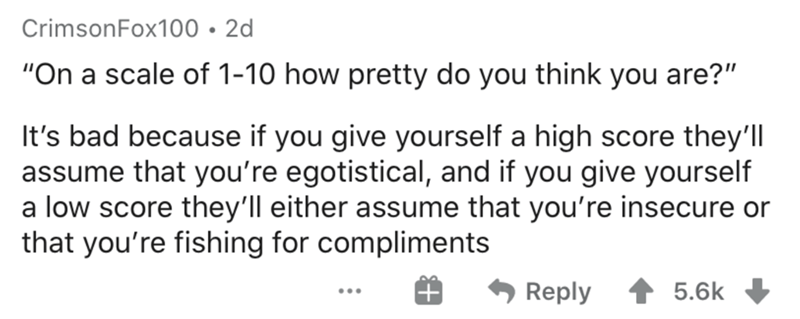 CrimsonFox100 • 2d
“On a scale of 1-10 how pretty do you think you are?”
It’s bad because if you give yourself a high score they’ll
assume that you’re egotistical, and if you give yourself
a low score they’ll either assume that you’re insecure or
that you’re fishing for compliments
... Reply 5.6k